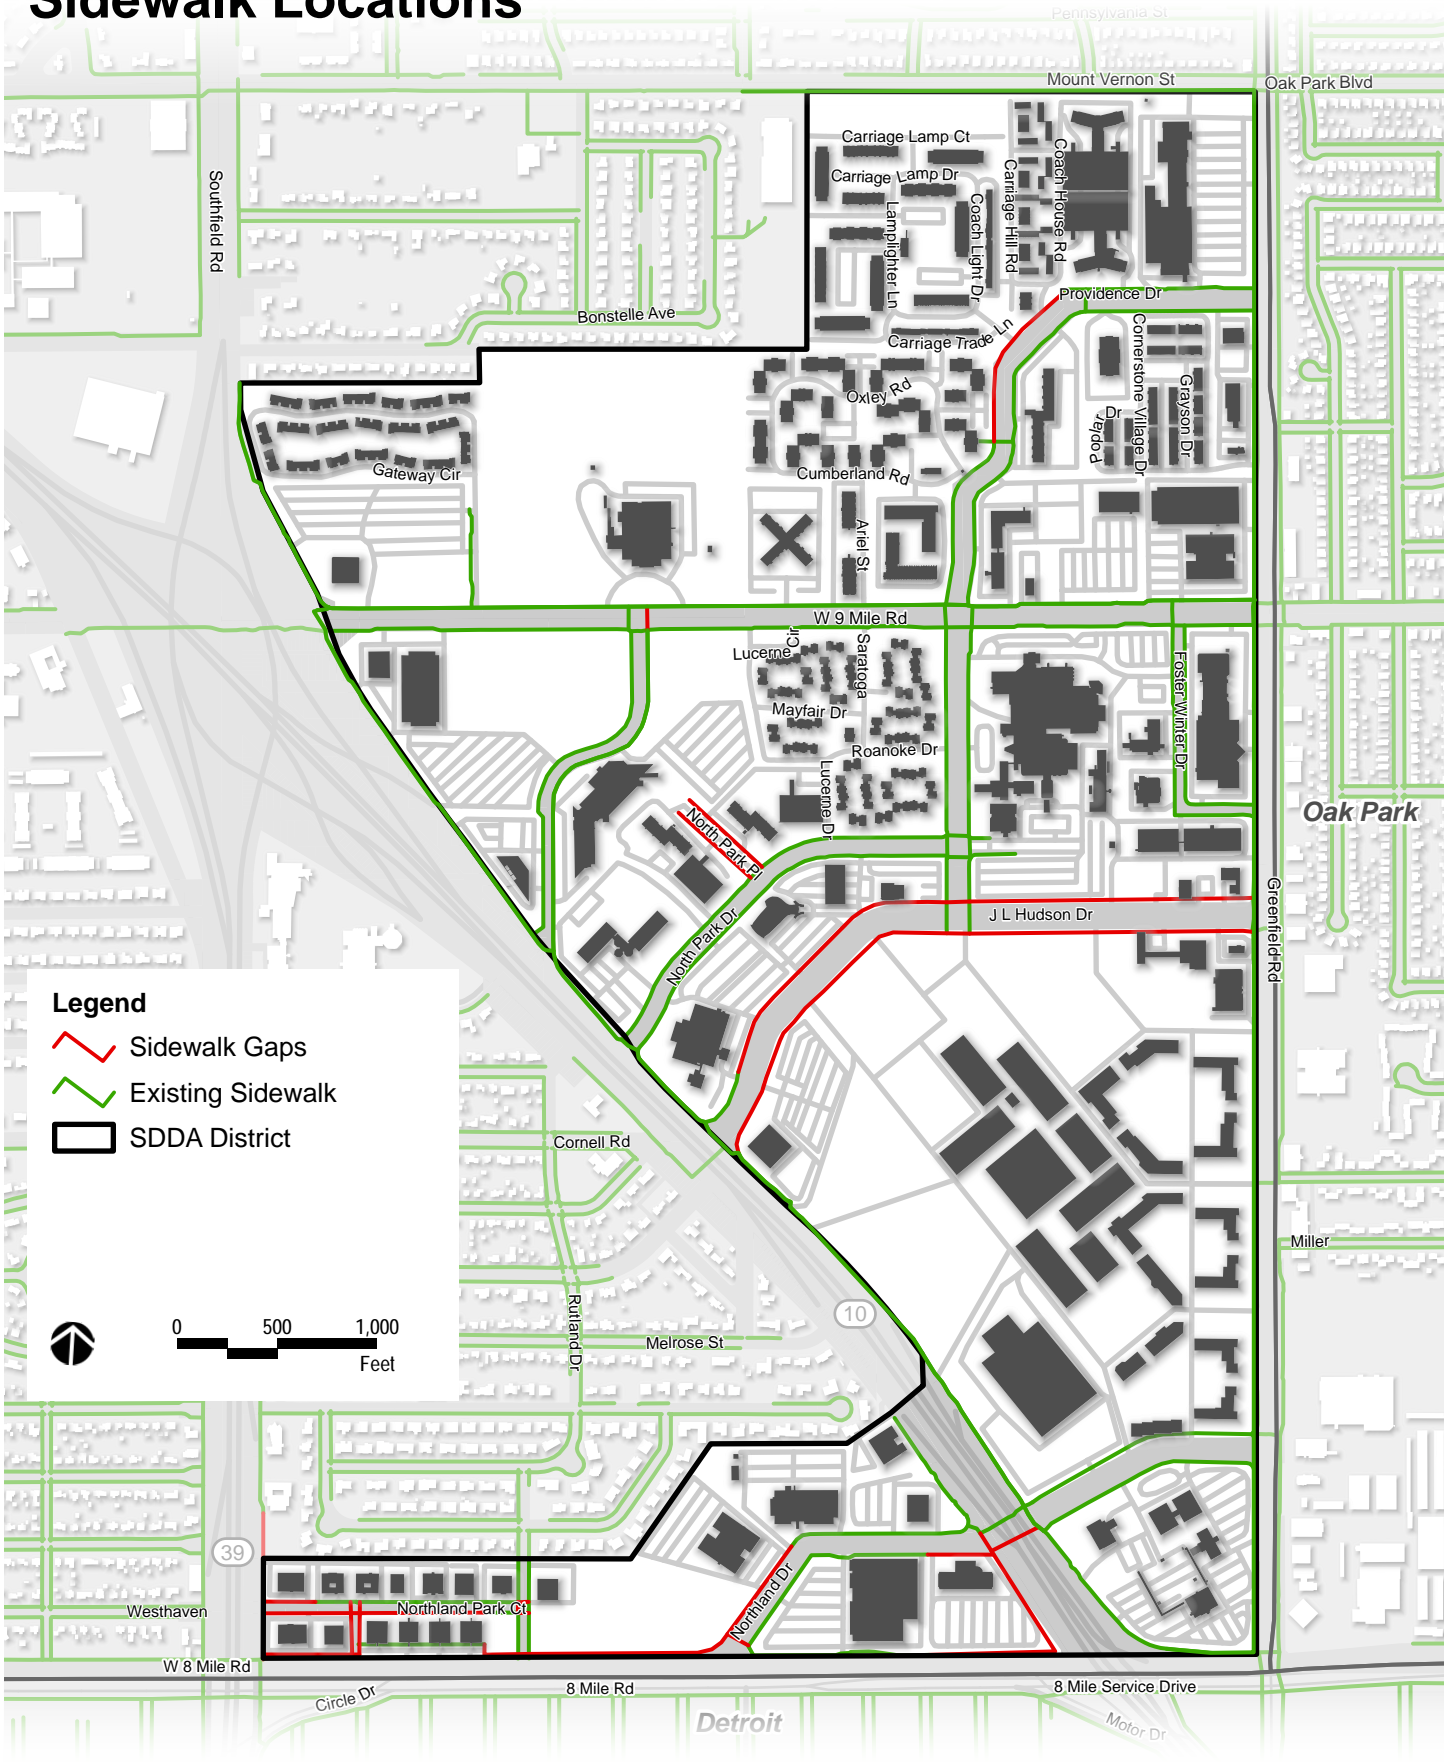 Sidewalk Locations
Pennsylvania St
Mount Vernon St
Oak Park Blvd
Southfield Rd
Carriage Lamp Ct
Carriage Lamp Dr
Lamplighter Ln
Coach Light Dr
Carriage Hill Rd
Coach House Rd
Providence Dr
Bonstelle Ave
Carriage Trade Ln
Oxley Rd
Cornerstone Village Dr
Grayson Dr
Poplar Dr
Gateway Cir
Cumberland Rd
Ariel St
W 9 Mile Rd
Lucerne Cir
Saratoga
Mayfair Dr
Roanoke Dr
Lucerne Dr
Foster Winter Dr
North Park Pl
North Park Dr
Oak Park
J L Hudson Dr
Greenfield Rd
Legend
Sidewalk Gaps
Existing Sidewalk
SDDA District
0 500 1,000
Feet
Cornell Rd
Miller
10
Rutland Dr
Melrose St
39
Northland Dr
Westhaven
Northland Park Ct
W 8 Mile Rd
8 Mile Rd
8 Mile Service Drive
Circle Dr
Detroit
Motor Dr